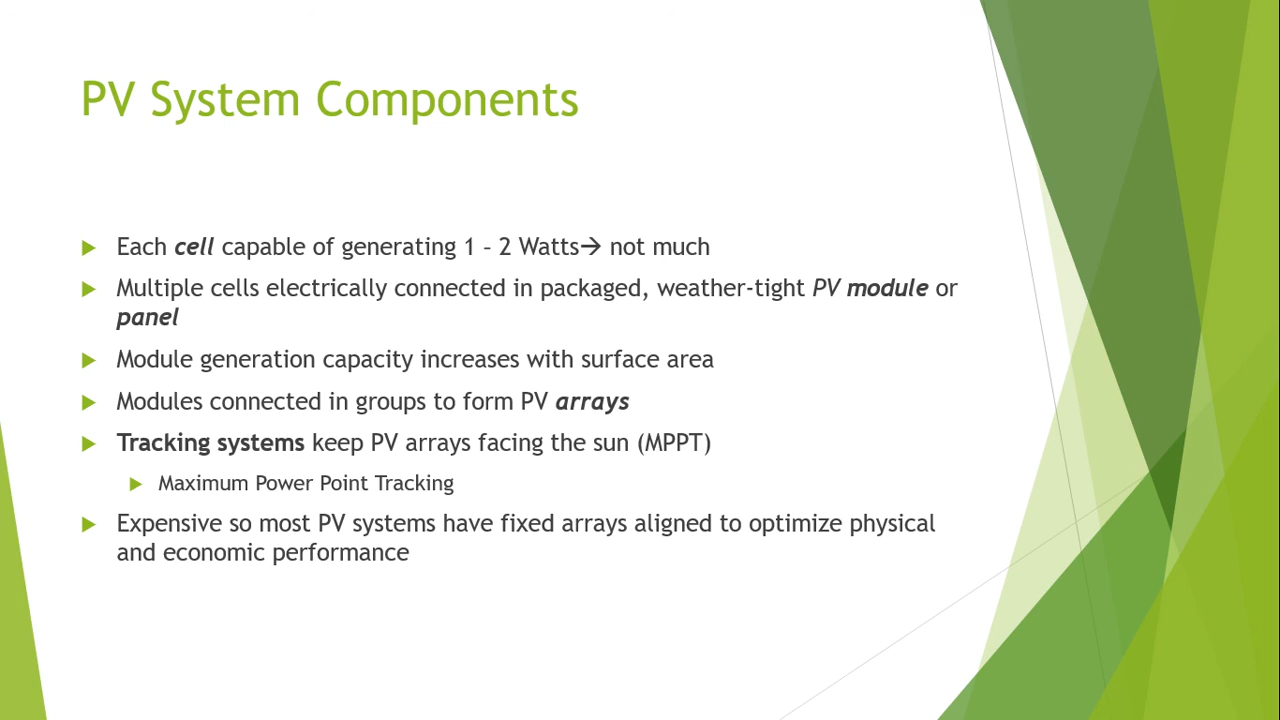 PV System Components
Each cell capable of generating 1 – 2 Watts→ not much
Multiple cells electrically connected in packaged, weather-tight PV module or
panel
Module generation capacity increases with surface area
Modules connected in groups to form PV arrays
Tracking systems keep PV arrays facing the sun (MPPT)
Maximum Power Point Tracking
Expensive so most PV systems have fixed arrays aligned to optimize physical
and economic performance